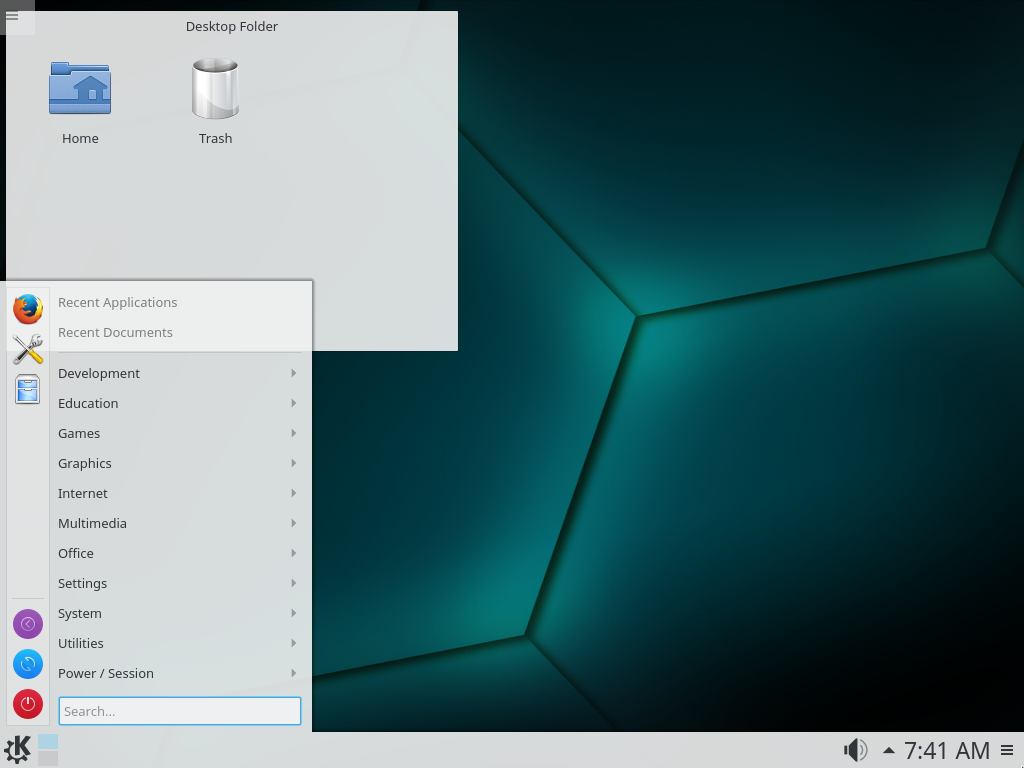 Desktop Folder
Home
Trash
Recent Applications
Recent Documents
Development
Education
Games
Graphics
Internet
Multimedia
Office
Settings
System
Utilities
Power / Session
Search...
7:41 AM